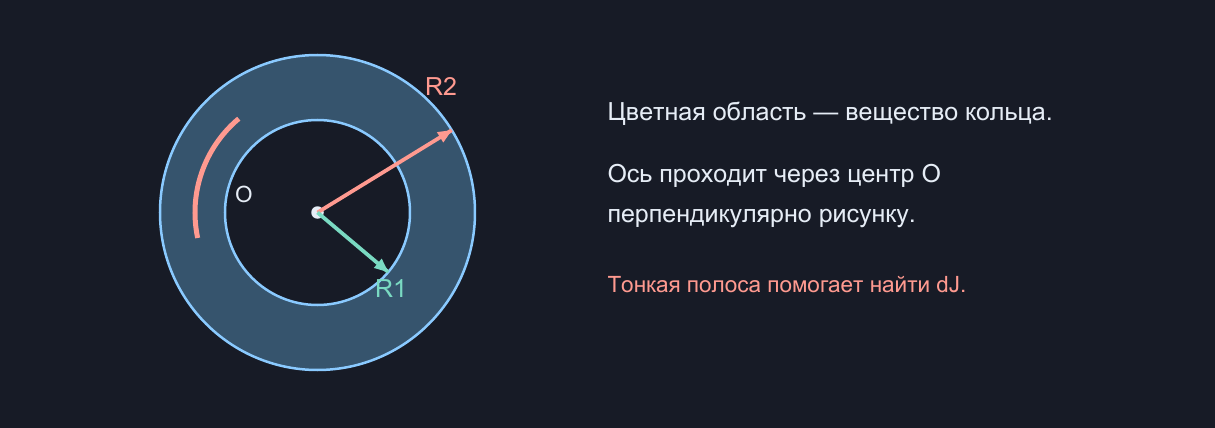 R2
O
R1
Цветная область — вещество кольца.
Ось проходит через центр O
перпендикулярно рисунку.
Тонкая полоса помогает найти dJ.